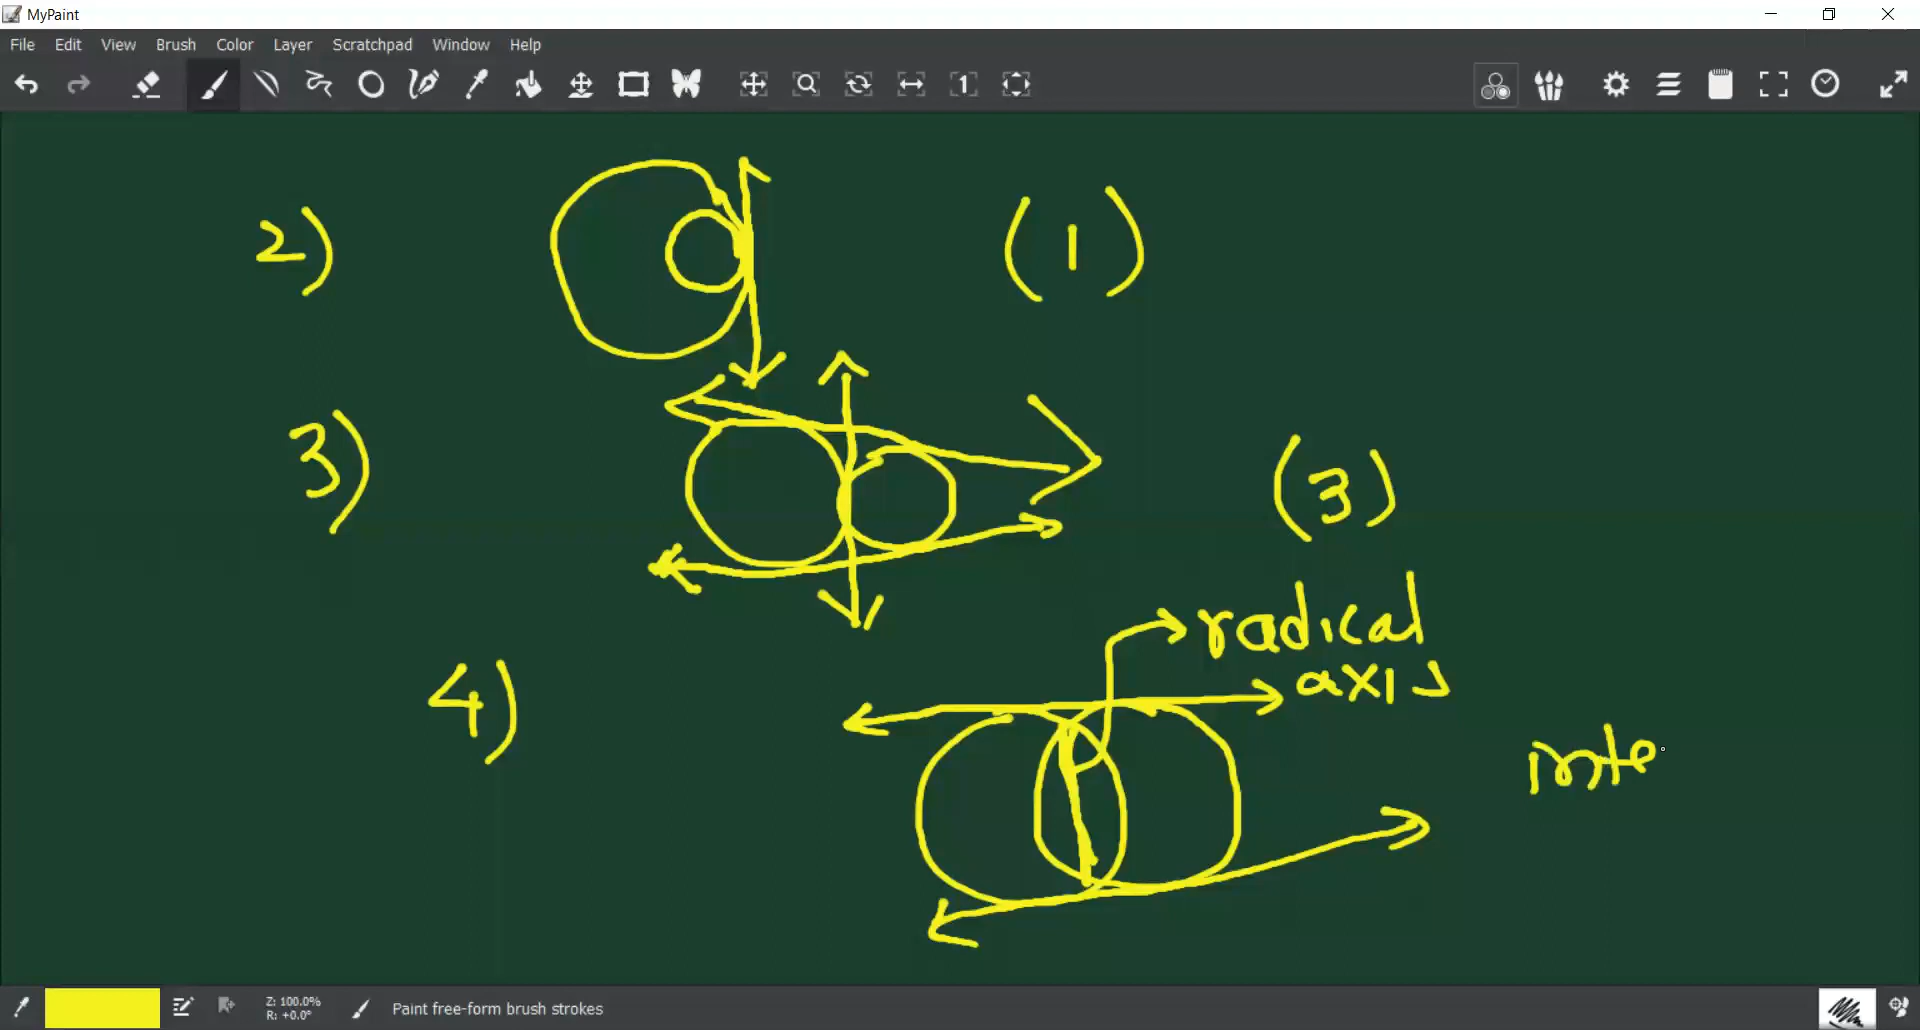 MyPaint
File Edit View Brush Color Layer Scratchpad Window Help
2) (1)
3) (3)
radical
axis
4)
inte
Z: 100.0%
R: +0.0°
Paint free-form brush strokes